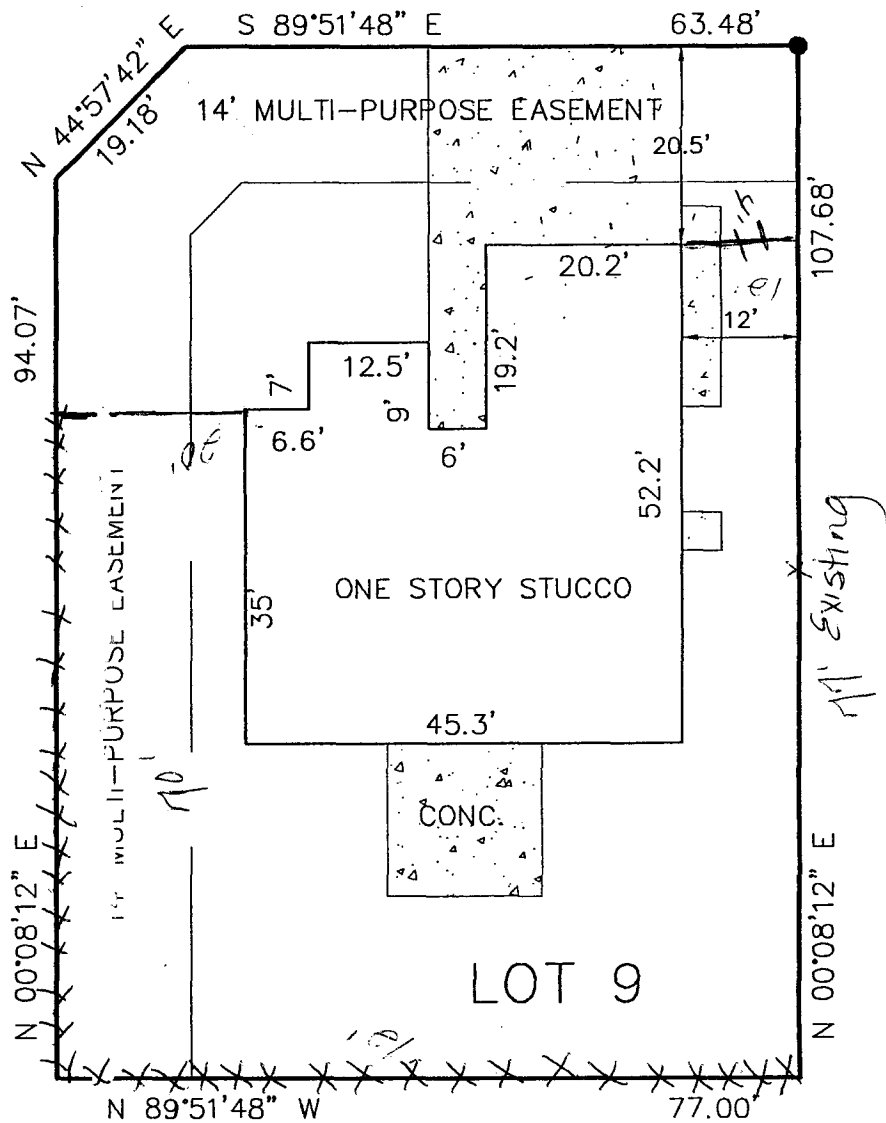 S 89°51'48" E
63.48'
N 44°57'42" E
19.18'
14' MULTI-PURPOSE EASEMENT
20.5'
4'
107.68'
20.2'
12'
94.07'
12.5'
19.2'
7'
9'
6.6'
6'
20'
52.2'
14' MULTI-PURPOSE EASEMENT
ONE STORY STUCCO
35'
Existing
45.3'
CONC.
N 00°08'12" E
N 00°08'12" E
LOT 9
N 89°51'48" W
77.00'